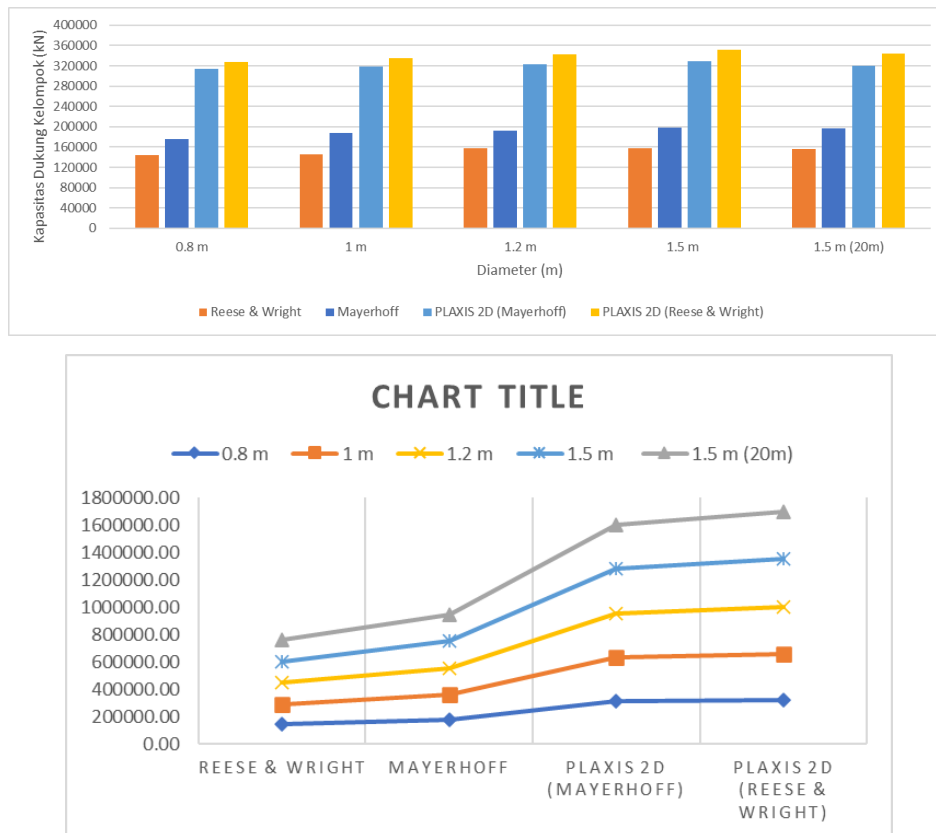 Kapasitas Dukung Kelompok (kN)
400000
360000
320000
280000
240000
200000
160000
120000
80000
40000
0
0.8 m 1 m 1.2 m 1.5 m 1.5 m (20m)
Diameter (m)
Reese & Wright Mayerhoff PLAXIS 2D (Mayerhoff) PLAXIS 2D (Reese & Wright)
CHART TITLE
0.8 m 1 m 1.2 m 1.5 m 1.5 m (20m)
1800000.00
1600000.00
1400000.00
1200000.00
1000000.00
800000.00
600000.00
400000.00
200000.00
0.00
REESE & WRIGHT MAYERHOFF PLAXIS 2D PLAXIS 2D
(MAYERHOFF) (REESE &
WRIGHT)